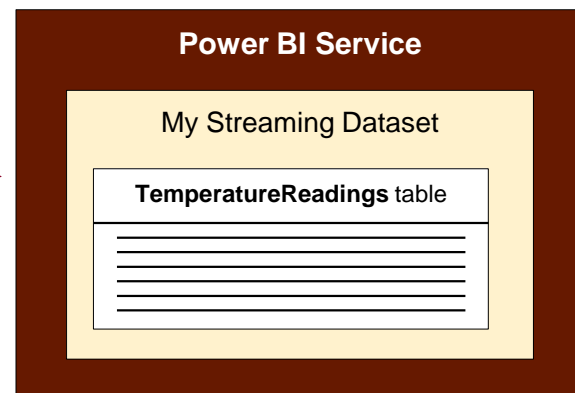 Power BI Service
My Streaming Dataset
TemperatureReadings table